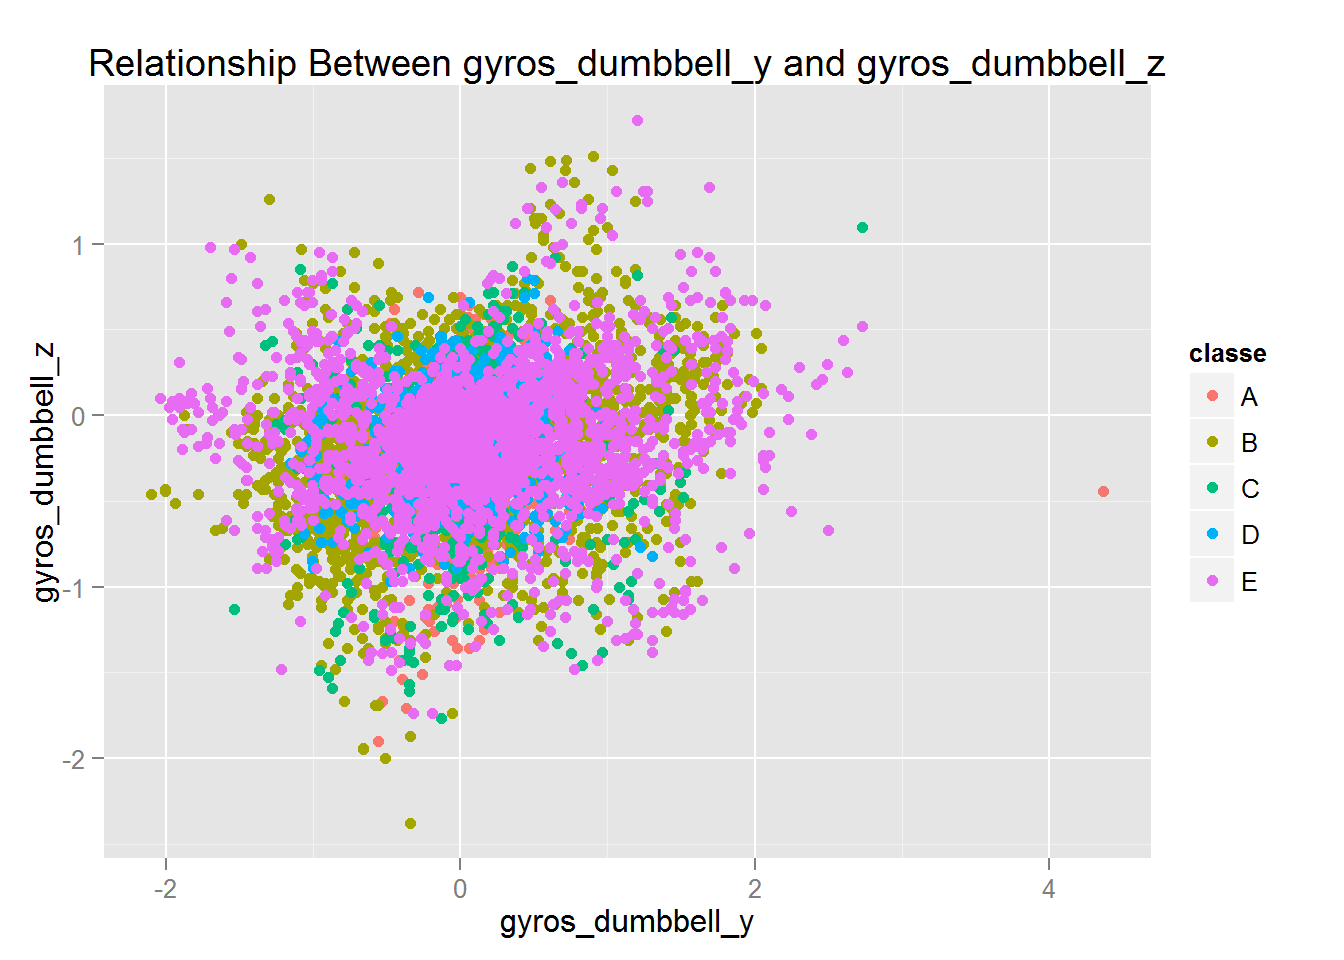 Relationship Between gyros_dumbbell_y and gyros_dumbbell_z
gyros_dumbbell_z
1
0
-1
-2
-2
0
2
4
gyros_dumbbell_y
classe
A
B
C
D
E